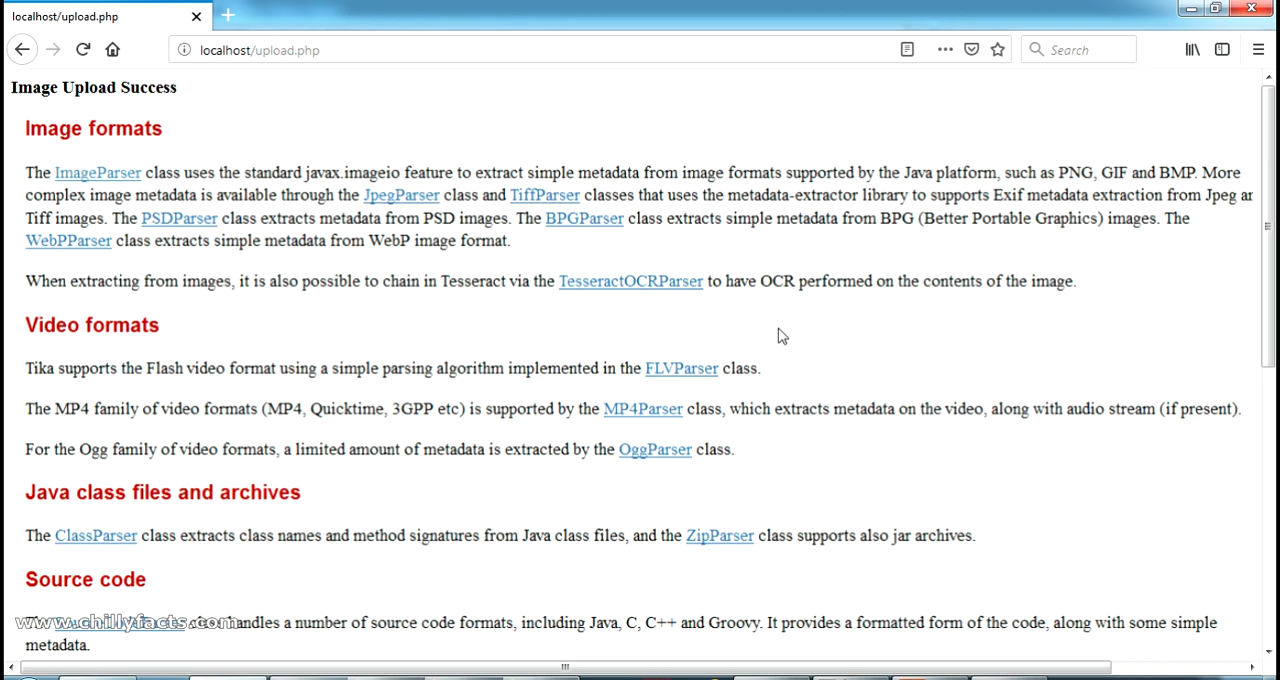 localhost/upload.php
localhost/upload.php
Search
Image Upload Success
Image formats
The ImageParser class uses the standard javax.imageio feature to extract simple metadata from image formats supported by the Java platform, such as PNG, GIF and BMP. More
complex image metadata is available through the JpegParser class and TiffParser classes that uses the metadata-extractor library to supports Exif metadata extraction from Jpeg ar
Tiff images. The PSDParser class extracts metadata from PSD images. The BPGParser class extracts simple metadata from BPG (Better Portable Graphics) images. The
WebPParser class extracts simple metadata from WebP image format.
When extracting from images, it is also possible to chain in Tesseract via the TesseractOCRParser to have OCR performed on the contents of the image.
Video formats
Tika supports the Flash video format using a simple parsing algorithm implemented in the FLVParser class.
The MP4 family of video formats (MP4, Quicktime, 3GPP etc) is supported by the MP4Parser class, which extracts metadata on the video, along with audio stream (if present).
For the Ogg family of video formats, a limited amount of metadata is extracted by the OggParser class.
Java class files and archives
The ClassParser class extracts class names and method signatures from Java class files, and the ZipParser class supports also jar archives.
Source code
www.chillyfacts.com
handles a number of source code formats, including Java, C, C++ and Groovy. It provides a formatted form of the code, along with some simple
metadata.